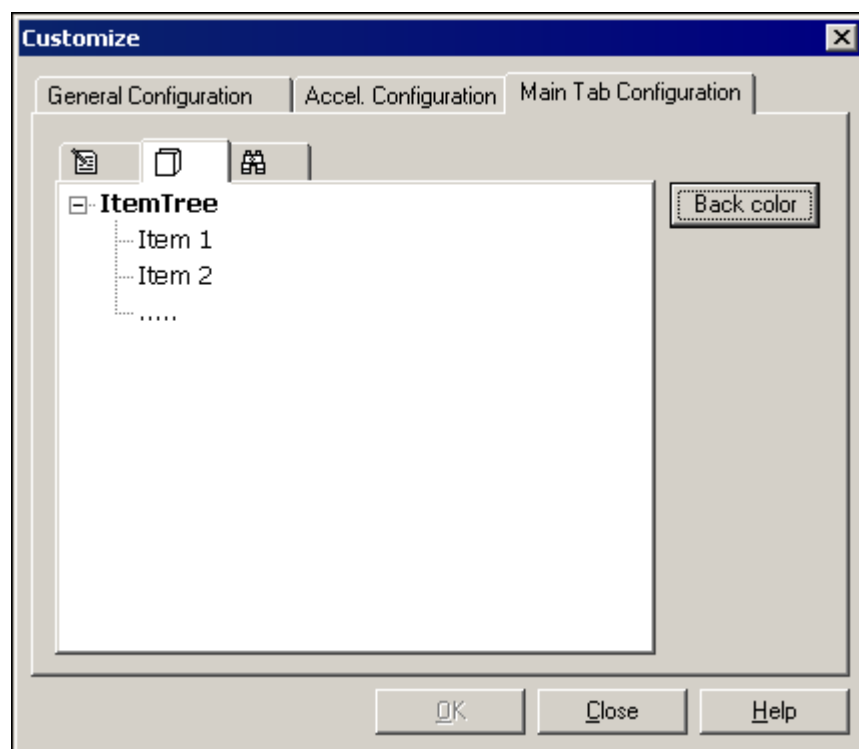 Customize
General Configuration
Accel. Configuration
Main Tab Configuration
ItemTree
Back color
Item 1
Item 2
.....
OK
Close
Help